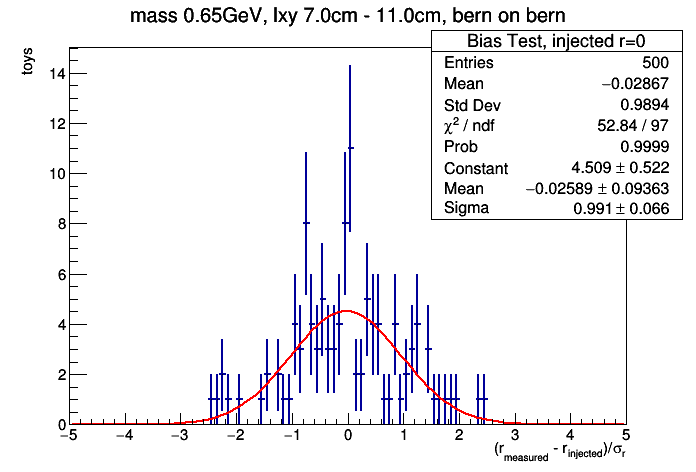 mass 0.65GeV, lxy 7.0cm - 11.0cm, bern on bern
toys
Bias Test, injected r=0
Entries 500
Mean −0.02867
Std Dev 0.9894
χ² / ndf 52.84 / 97
Prob 0.9999
Constant 4.509 ± 0.522
Mean −0.02589 ± 0.09363
Sigma 0.991 ± 0.066
14
12
10
8
6
4
2
0
−5 −4 −3 −2 −1 0 1 2 3 4 5
(r_measured - r_injected)/σ_r